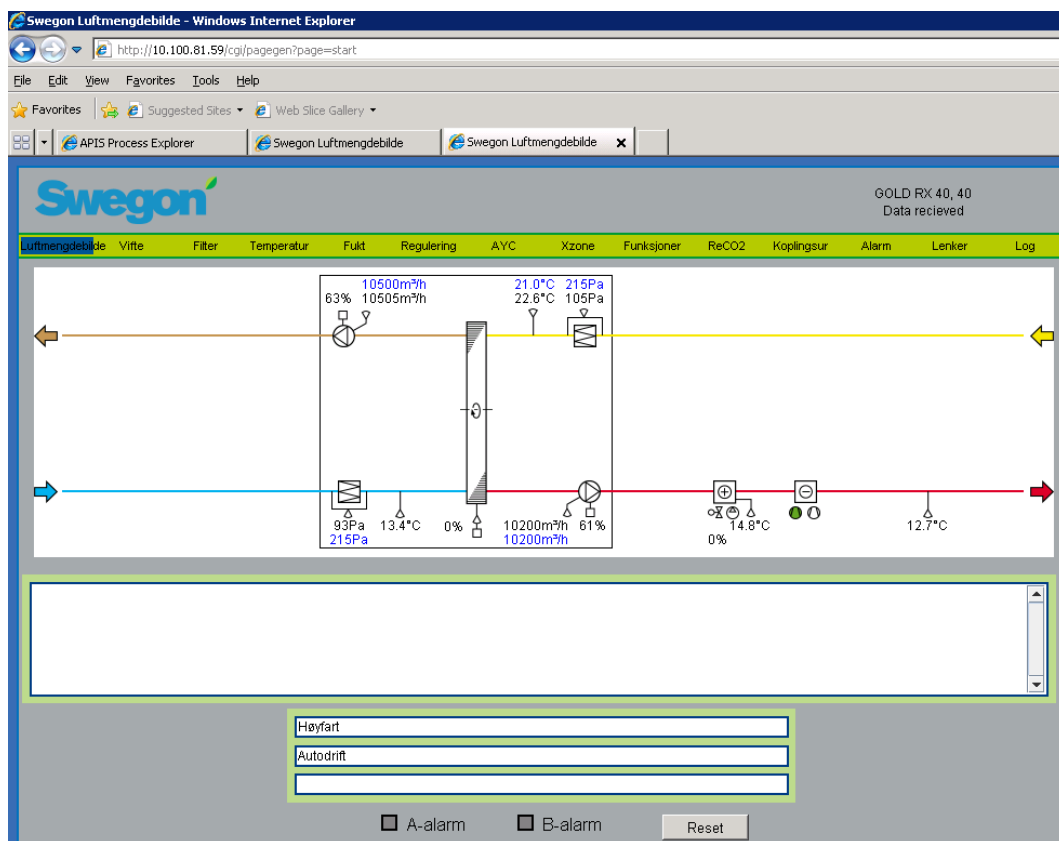 Swegon Luftmengdebilde - Windows Internet Explorer
http://10.100.81.59/cgi/pagegen?page=start
File Edit View Favorites Tools Help
Favorites Suggested Sites Web Slice Gallery
APIS Process Explorer Swegon Luftmengdebilde Swegon Luftmengdebilde X
Swegon
GOLD RX 40, 40
Data recieved
Luftmengdebilde Vifte Filter Temperatur Fukt Regulering AYC Xzone Funksjoner ReCO2 Koplingsur Alarm Lenker Log
10500m³/h 21.0°C 215Pa
63% 10505m³/h 22.6°C 105Pa
93Pa 13.4°C 0% 10200m³/h 61% 14.8°C 12.7°C
215Pa 10200m³/h 0%
Høyfart
Autodrift
A-alarm B-alarm Reset